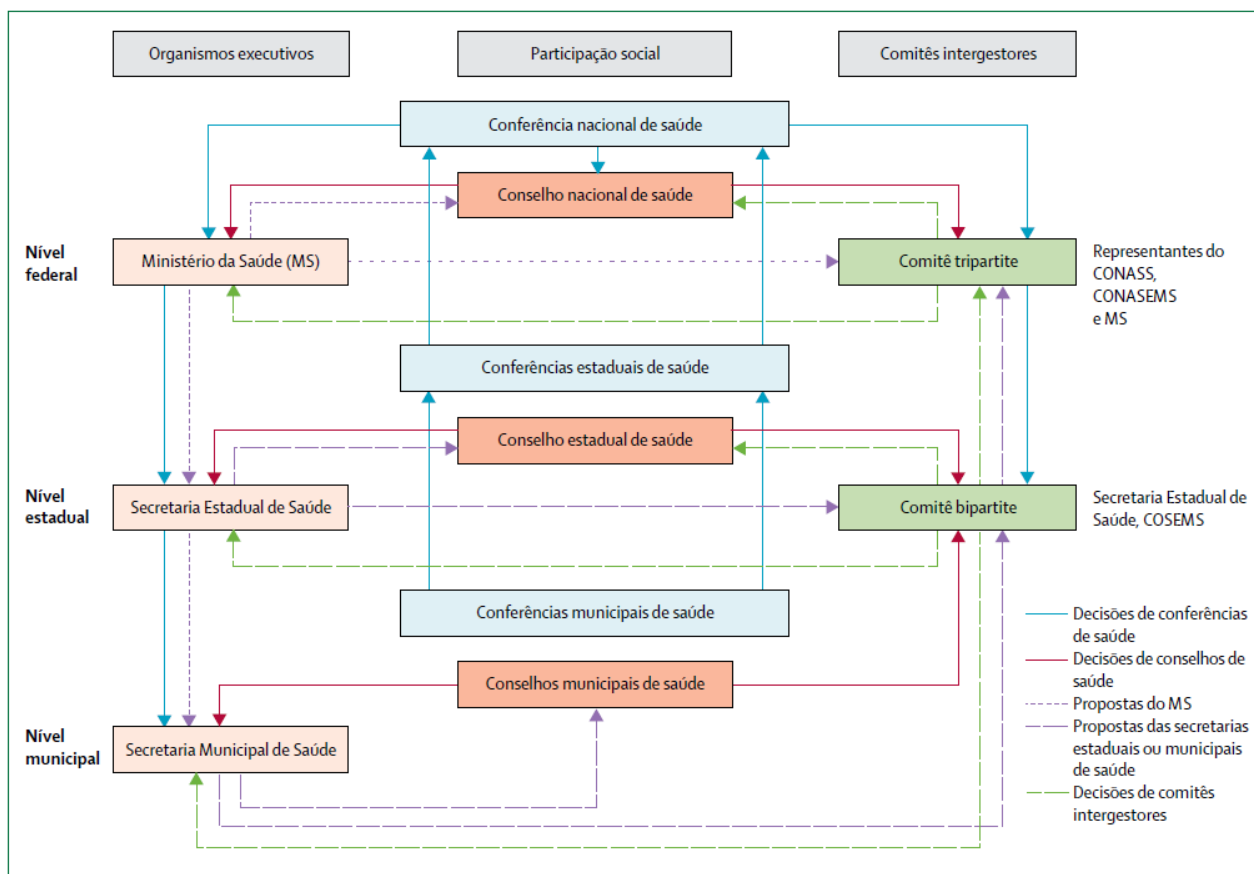 Organismos executivos
Participação social
Comitês intergestores
Conferência nacional de saúde
Conselho nacional de saúde
Nível
federal
Ministério da Saúde (MS)
Comitê tripartite
Representantes do
CONASS,
CONASEMS
e MS
Conferências estaduais de saúde
Conselho estadual de saúde
Nível
estadual
Secretaria Estadual de Saúde
Comitê bipartite
Secretaria Estadual de
Saúde, COSEMS
Conferências municipais de saúde
Conselhos municipais de saúde
Nível
municipal
Secretaria Municipal de Saúde
Decisões de conferências
de saúde
Decisões de conselhos de
saúde
Propostas do MS
Propostas das secretarias
estaduais ou municipais
de saúde
Decisões de comitês
intergestores